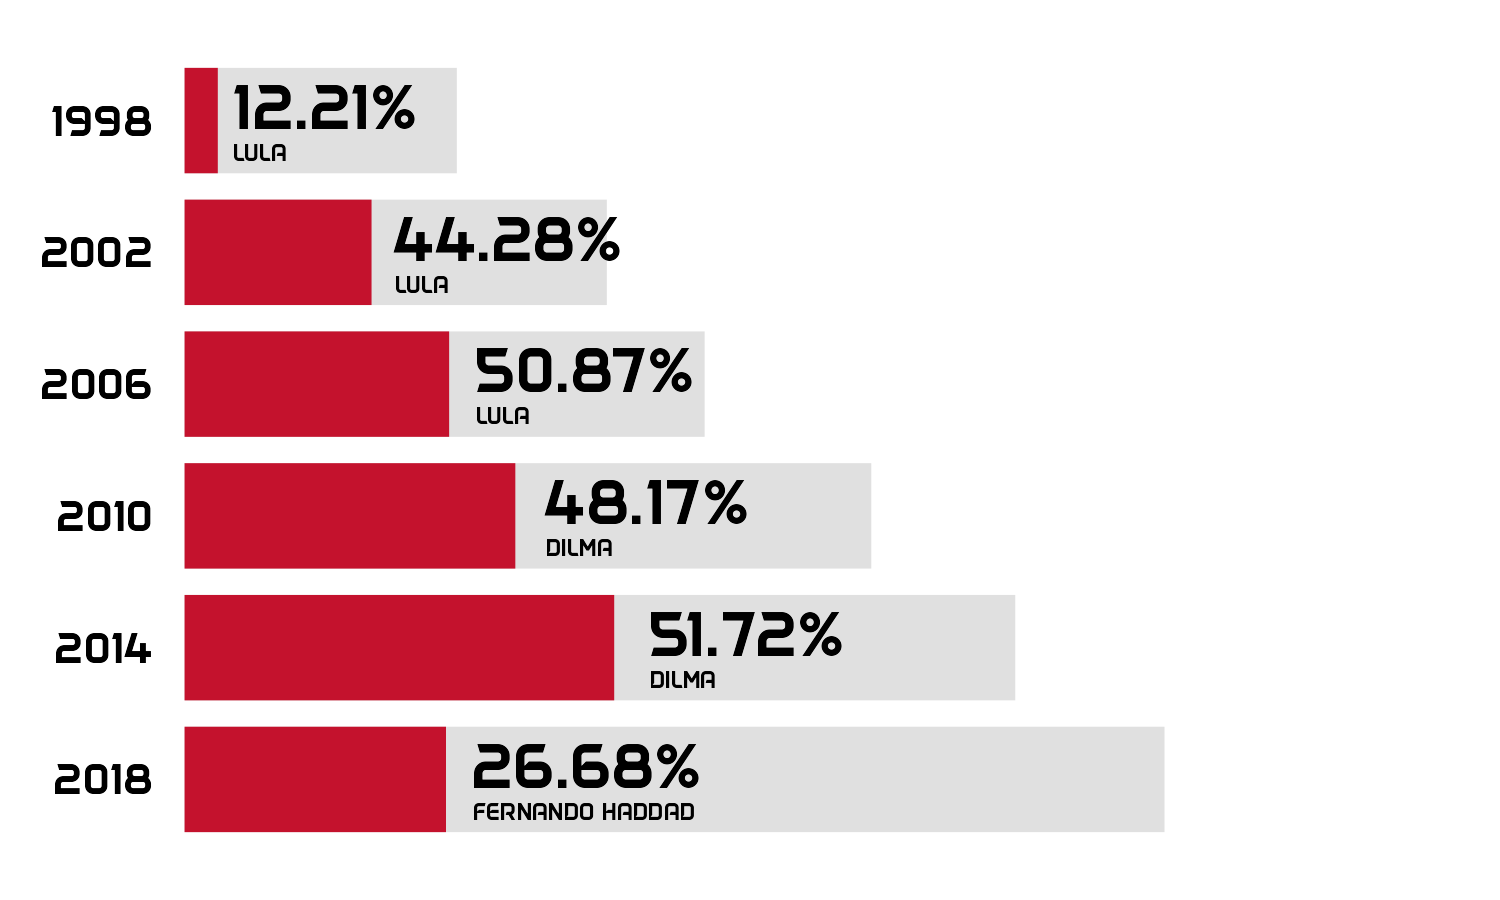 1998
12.21%
LULA
2002
44.28%
LULA
2006
50.87%
LULA
2010
48.17%
DILMA
2014
51.72%
DILMA
2018
26.68%
FERNANDO HADDAD